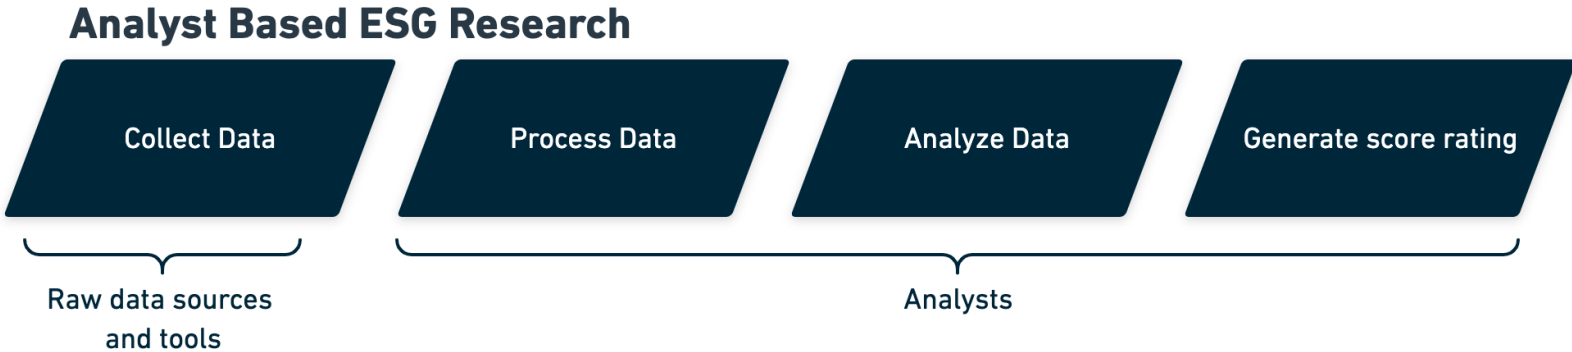 Analyst Based ESG Research
Collect Data
Process Data
Analyze Data
Generate score rating
Raw data sources
and tools
Analysts